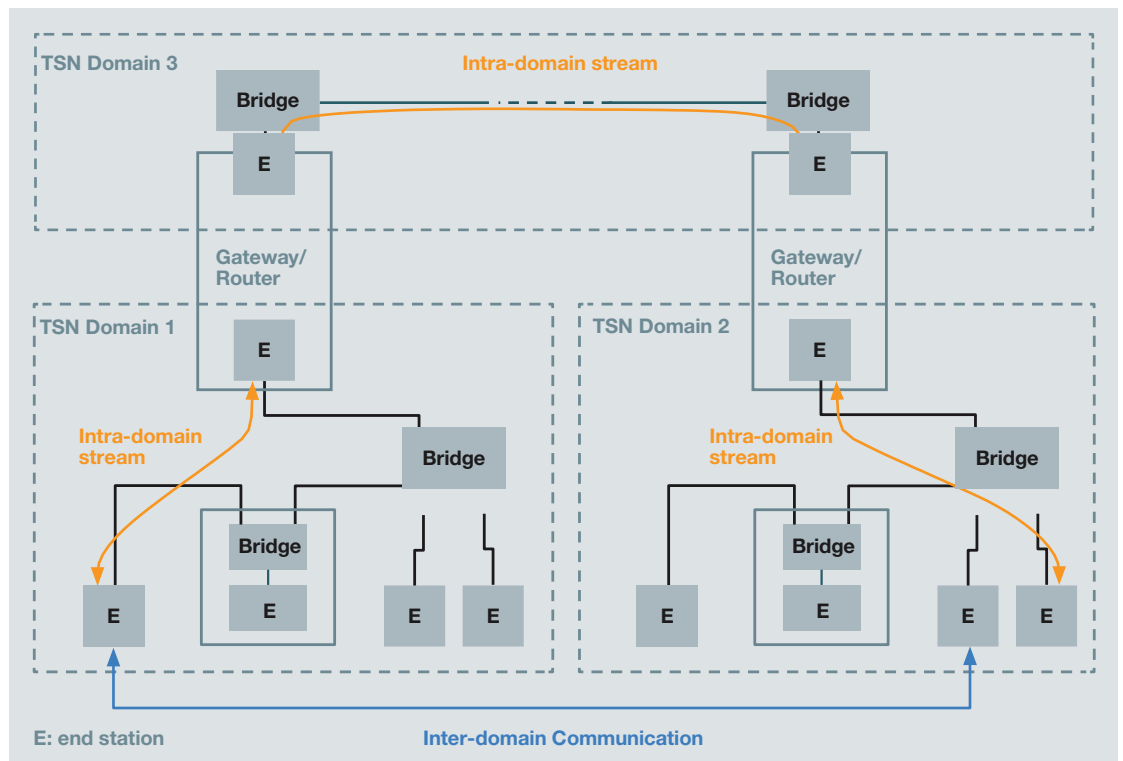 TSN Domain 3
Intra-domain stream
Bridge
Bridge
E
E
Gateway/
Router
Gateway/
Router
TSN Domain 1
TSN Domain 2
E
E
Intra-domain
stream
Intra-domain
stream
Bridge
Bridge
Bridge
Bridge
E
E
E
E
E
E
E
E
E: end station
Inter-domain Communication